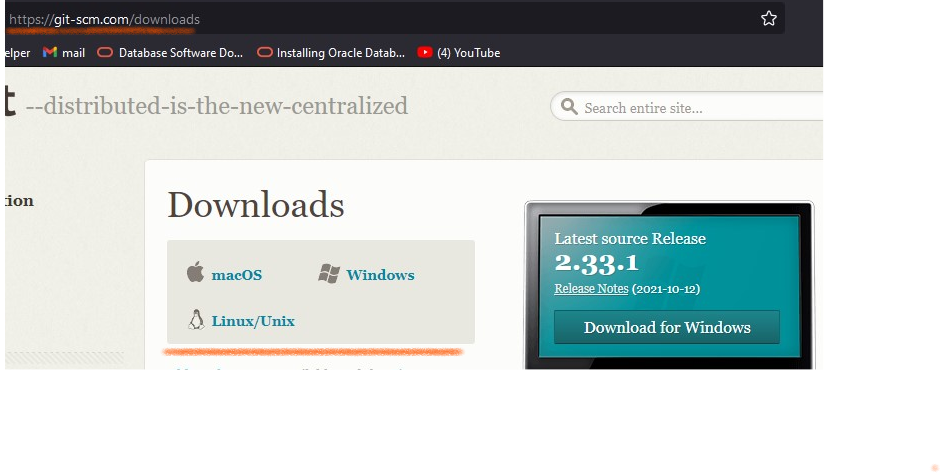 https://git-scm.com/downloads
elper mail Database Software Do... Installing Oracle Datab... (4) YouTube
t --distributed-is-the-new-centralized
Search entire site...
tion
Downloads
macOS Windows
Linux/Unix
Latest source Release
2.33.1
Release Notes (2021-10-12)
Download for Windows